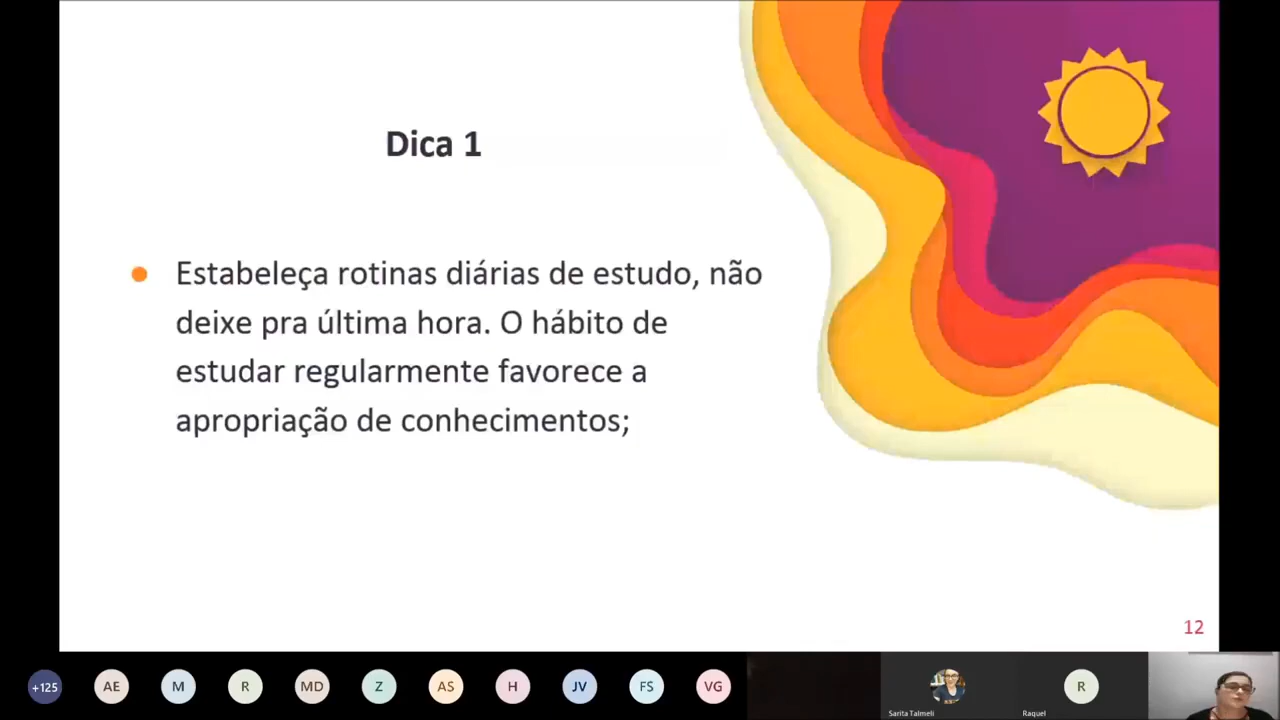 Dica 1
Estabeleça rotinas diárias de estudo, não
deixe pra última hora. O hábito de
estudar regularmente favorece a
apropriação de conhecimentos;
12
+125
AE
M
R
MD
Z
AS
H
JV
FS
VG
Sarita Talmeli
R
Raquel